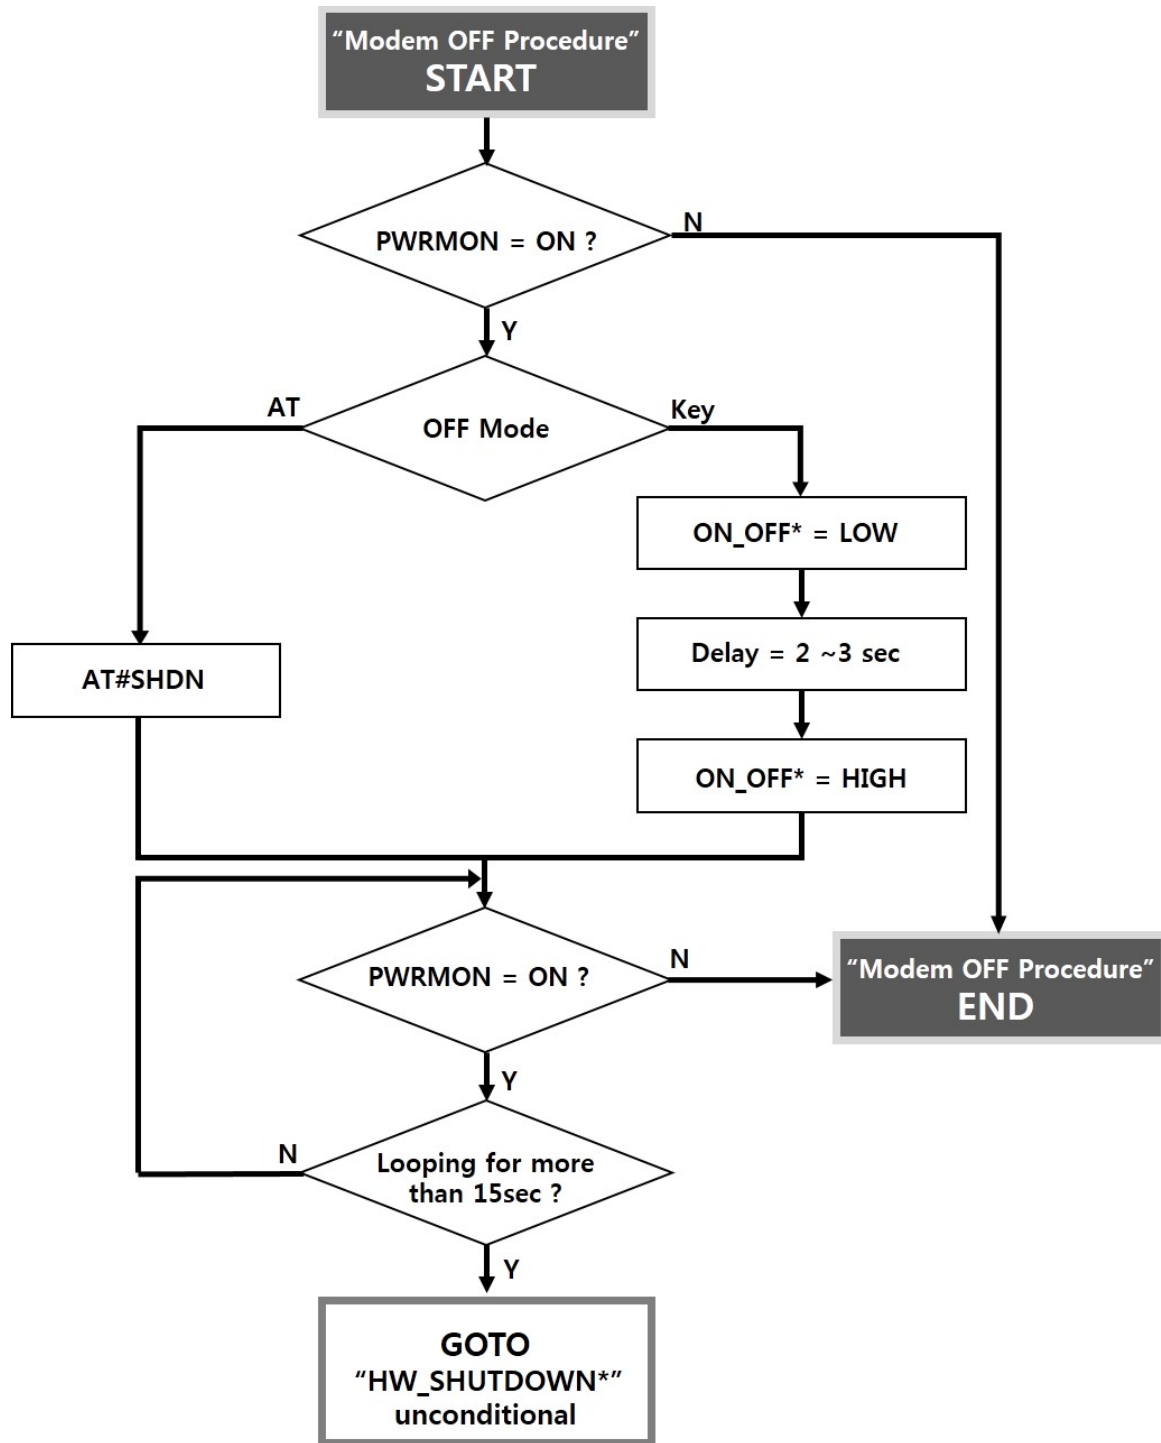 “Modem OFF Procedure”
START
PWRMON = ON ?
N
Y
OFF Mode
AT
Key
ON_OFF* = LOW
Delay = 2 ~3 sec
AT#SHDN
ON_OFF* = HIGH
PWRMON = ON ?
N
“Modem OFF Procedure”
END
Y
Looping for more
than 15sec ?
N
Y
GOTO
“HW_SHUTDOWN*”
unconditional